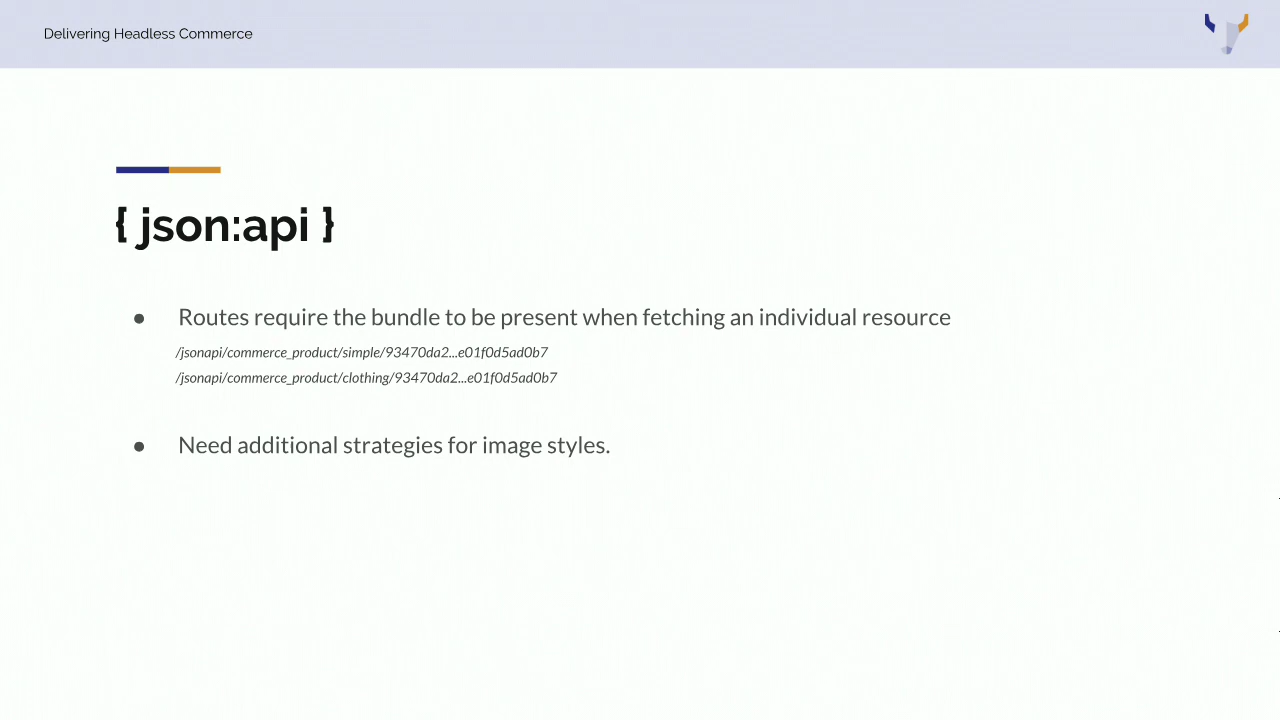 Delivering Headless Commerce
{ json:api }
● Routes require the bundle to be present when fetching an individual resource
/jsonapi/commerce_product/simple/93470da2...e01f0d5ad0b7
/jsonapi/commerce_product/clothing/93470da2...e01f0d5ad0b7
● Need additional strategies for image styles.